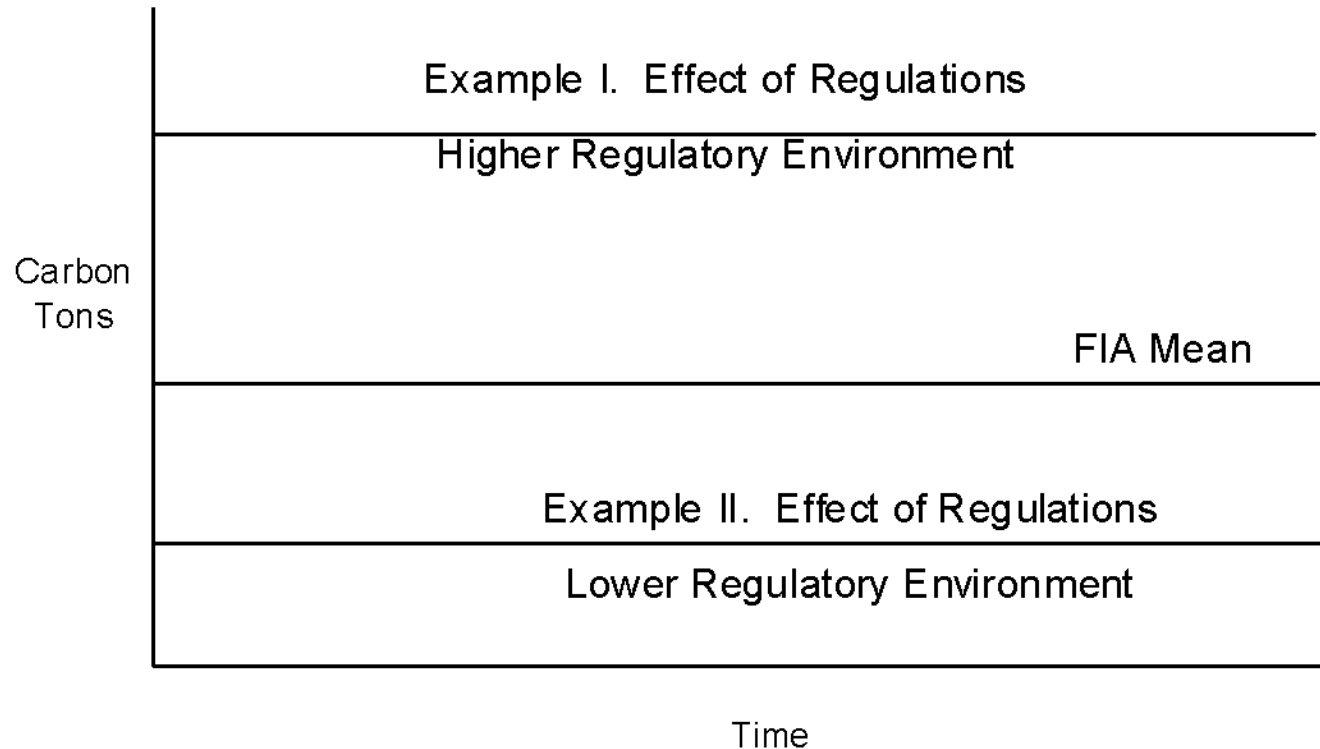 Example I.  Effect of Regulations
Higher Regulatory Environment
Carbon
Tons
FIA Mean
Example II.  Effect of Regulations
Lower Regulatory Environment
Time